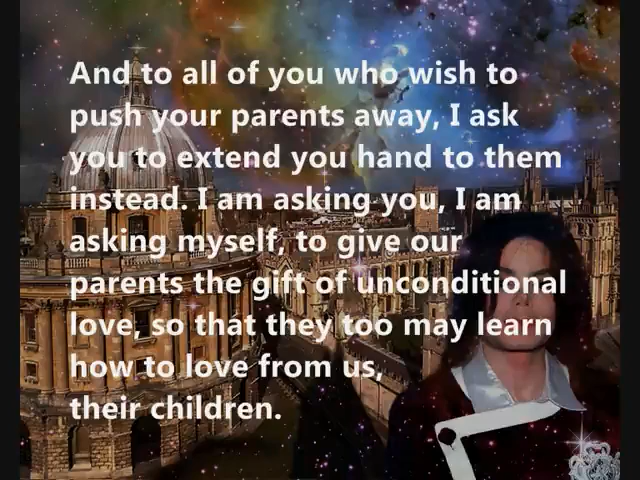 And to all of you who wish to
push your parents away, I ask
you to extend you hand to them
instead. I am asking you, I am
asking myself, to give our
parents the gift of unconditional
love, so that they too may learn
how to love from us,
their children.